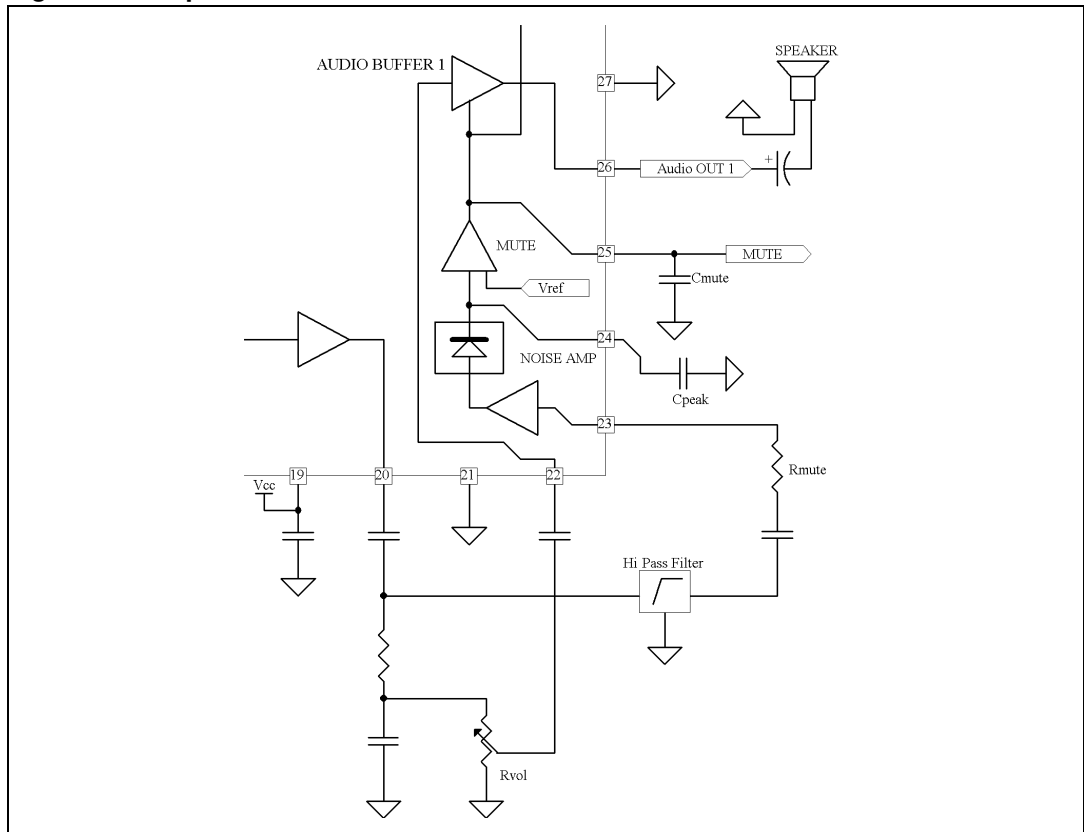 SPEAKER
AUDIO BUFFER 1
27
+
26
Audio OUT 1
MUTE
25
MUTE
Cmute
Vref
24
NOISE AMP
Cpeak
23
Rmute
Vcc
19
20
21
22
Hi Pass Filter
Rvol